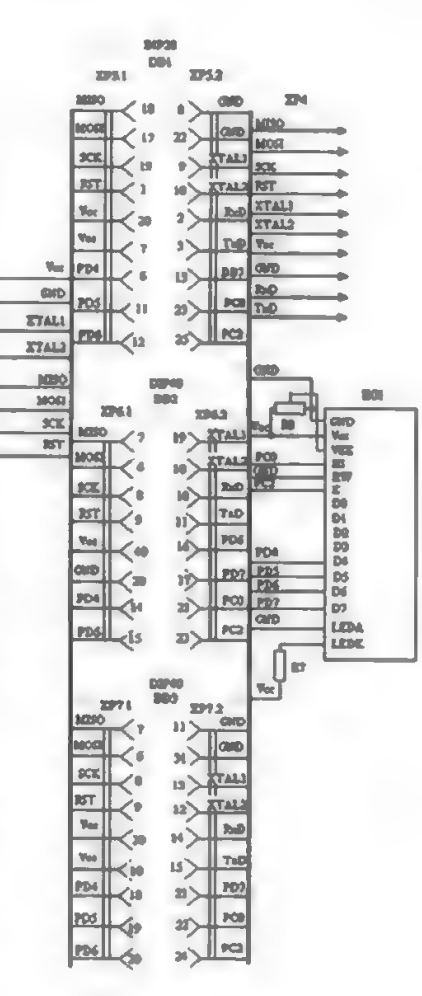 DD1
XP5.1
XP5.2
XP4
MISO 18
MOSI 17
SCK 19
RST 1
Vcc 20
Vcc 7
PD4 6
PD5 11
PD6 12
8 GND
22 GND
9 XTAL1
10 XTAL2
2 RxD
3 TxD
13 PD7
23 PC0
25 PC2
MISO
MOSI
SCK
RST
XTAL1
XTAL2
Vcc
GND
RxD
TxD
Vcc
GND
XTAL1
XTAL2
MISO
MOSI
SCK
RST
DIP40
DD2
XP6.1
XP6.2
MISO 7
MOSI 6
SCK 8
RST 9
Vcc 40
GND 20
PD4 14
PD5 15
19 XTAL1
18 XTAL2
10 RxD
11 TxD
16 PD6
17 PD7
22 PC0
23 PC2
GND
Vcc
R8
PC0
GND
PC2
PD4
PD5
PD6
PD7
GND
R7
Vcc
GND
Vcc
VEE
RS
RW
E
D0
D1
D2
D3
D4
D5
D6
D7
LEDA
LEDK
DIP40
DD3
XP7.1
XP7.2
MISO 7
MOSI 6
SCK 8
RST 9
Vcc 30
Vcc 10
PD4 18
PD5 19
PD6 20
11 GND
31 GND
13 XTAL1
12 XTAL2
14 RxD
15 TxD
21 PD7
22 PC0
24 PC2